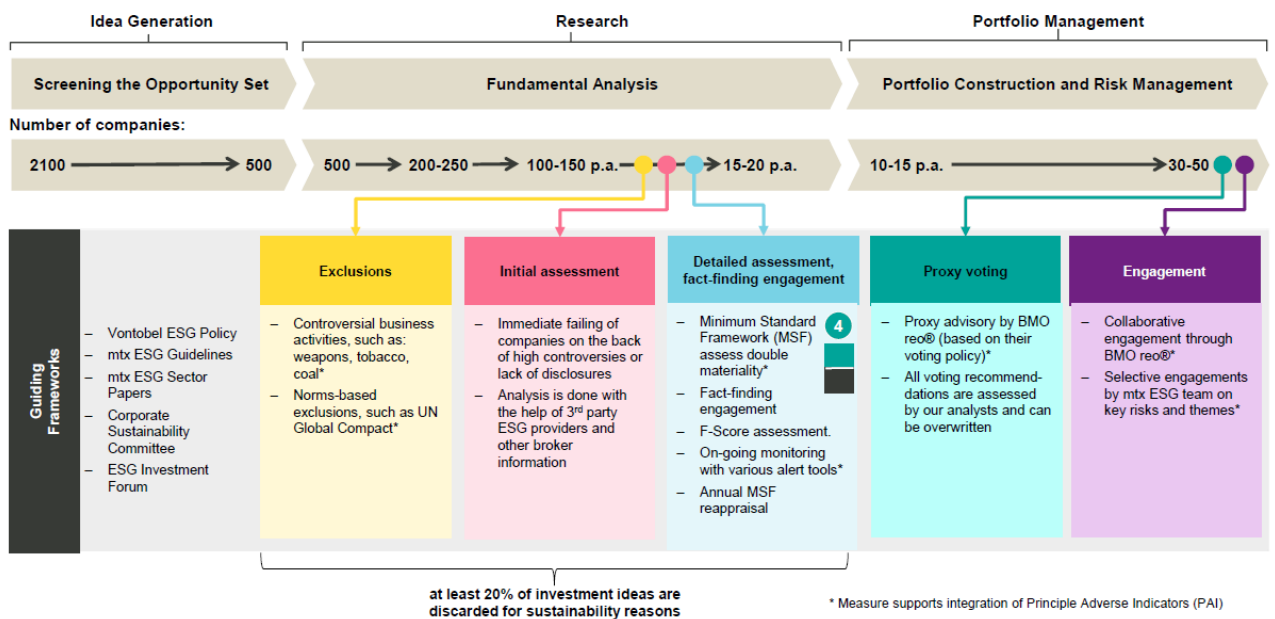 Idea Generation
Research
Portfolio Management
Screening the Opportunity Set
Fundamental Analysis
Portfolio Construction and Risk Management
Number of companies:
2100
500
500
200-250
100-150 p.a.
15-20 p.a.
10-15 p.a.
30-50
Guiding
Frameworks
– Vontobel ESG Policy
– mtx ESG Guidelines
– mtx ESG Sector
Papers
– Corporate
Sustainability
Committee
– ESG Investment
Forum
Exclusions
– Controversial business
activities, such as:
weapons, tobacco,
coal*
– Norms-based
exclusions, such as UN
Global Compact*
Initial assessment
– Immediate failing of
companies on the back
of high controversies or
lack of disclosures
– Analysis is done with
the help of 3rd party
ESG providers and
other broker
information
Detailed assessment,
fact-finding engagement
– Minimum Standard
Framework (MSF)
assess double
materiality*
4
– Fact-finding
engagement
– F-Score assessment.
– On-going monitoring
with various alert tools*
– Annual MSF
reappraisal
Proxy voting
– Proxy advisory by BMO
reo® (based on their
voting policy)*
– All voting recommen-
dations are assessed
by our analysts and can
be overwritten
Engagement
– Collaborative
engagement through
BMO reo®*
– Selective engagements
by mtx ESG team on
key risks and themes*
at least 20% of investment ideas are
discarded for sustainability reasons
* Measure supports integration of Principle Adverse Indicators (PAI)